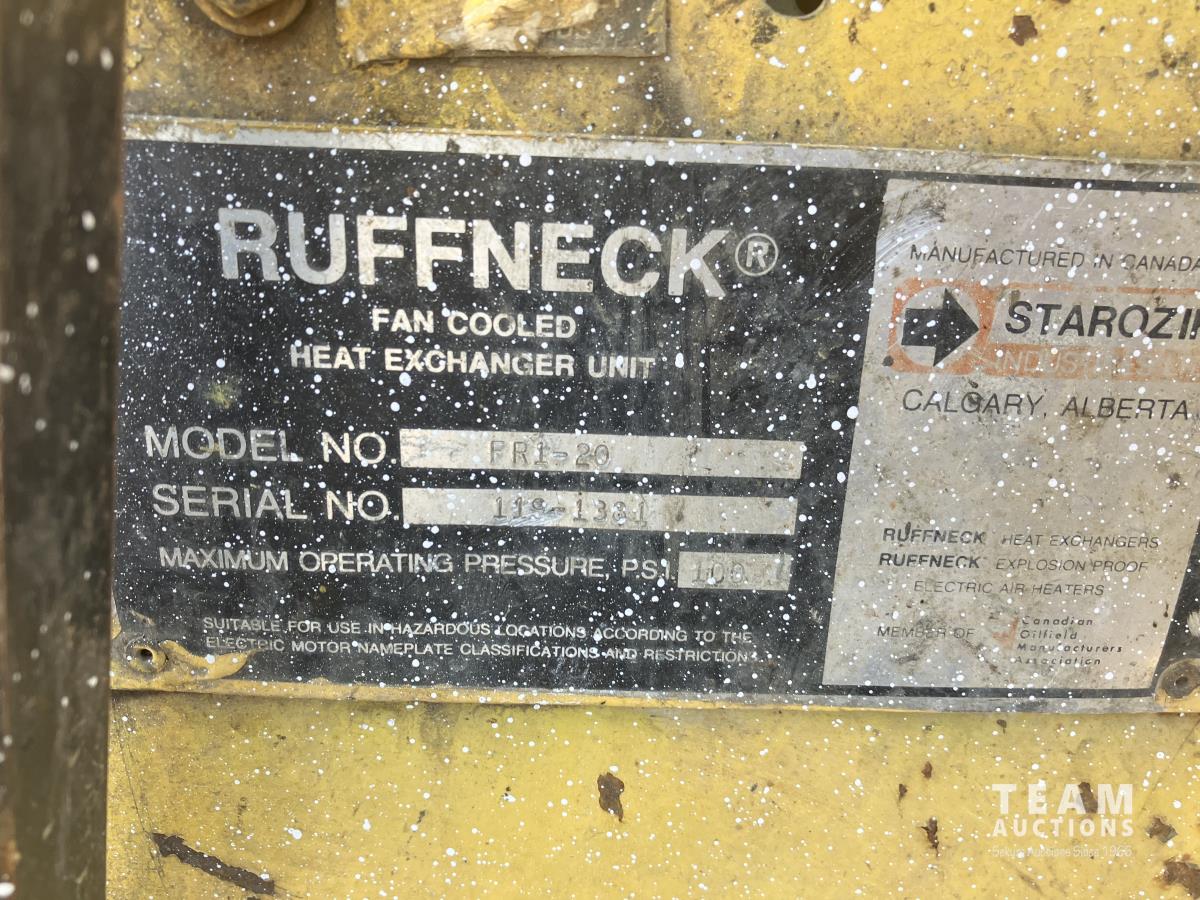 RUFFNECK®
FAN COOLED
HEAT EXCHANGER UNIT
MODEL NO. FR1-20
SERIAL NO.
MAXIMUM OPERATING PRESSURE, P.S.I. 100
SUITABLE FOR USE IN HAZARDOUS LOCATIONS ACCORDING TO THE
ELECTRIC MOTOR NAMEPLATE CLASSIFICATIONS AND RESTRICTIONS.
MANUFACTURED IN CANADA
CALGARY, ALBERTA,
RUFFNECK HEAT EXCHANGERS
RUFFNECK EXPLOSION PROOF
ELECTRIC AIR HEATERS
MEMBER OF
Canadian
Oilfield
Manufacturers
Association
TEAM
AUCTIONS
Since 1966